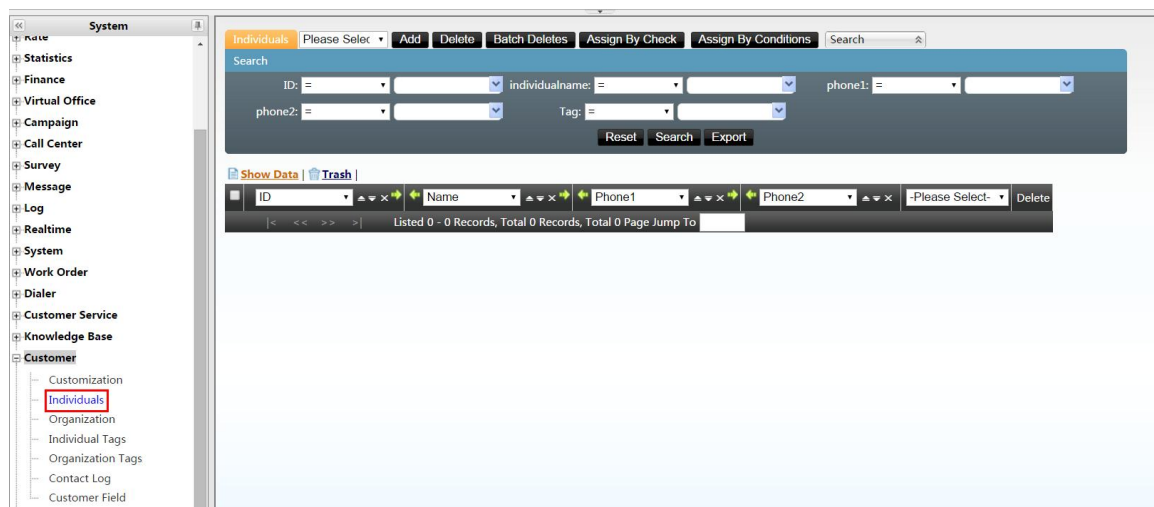 System
Rate
Statistics
Finance
Virtual Office
Campaign
Call Center
Survey
Message
Log
Realtime
System
Work Order
Dialer
Customer Service
Knowledge Base
Customer
Customization
Individuals
Organization
Individual Tags
Organization Tags
Contact Log
Customer Field
Individuals Please Selec Add Delete Batch Deletes Assign By Check Assign By Conditions Search
Search
ID: = individualname: = phone1: =
phone2: = Tag: =
Reset Search Export
Show Data | Trash |
ID Name Phone1 Phone2 -Please Select- Delete
|< << >> >| Listed 0 - 0 Records, Total 0 Records, Total 0 Page Jump To